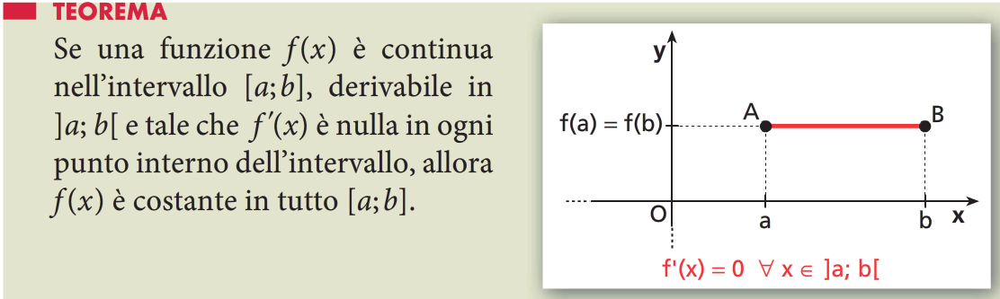 TEOREMA
Se una funzione f(x) è continua
nell'intervallo [a; b], derivabile in
]a; b[ e tale che f′(x) è nulla in ogni
punto interno dell'intervallo, allora
f(x) è costante in tutto [a; b].
y
A
B
f(a) = f(b)
O
a
b
x
f'(x) = 0 ∀ x ∈ ]a; b[